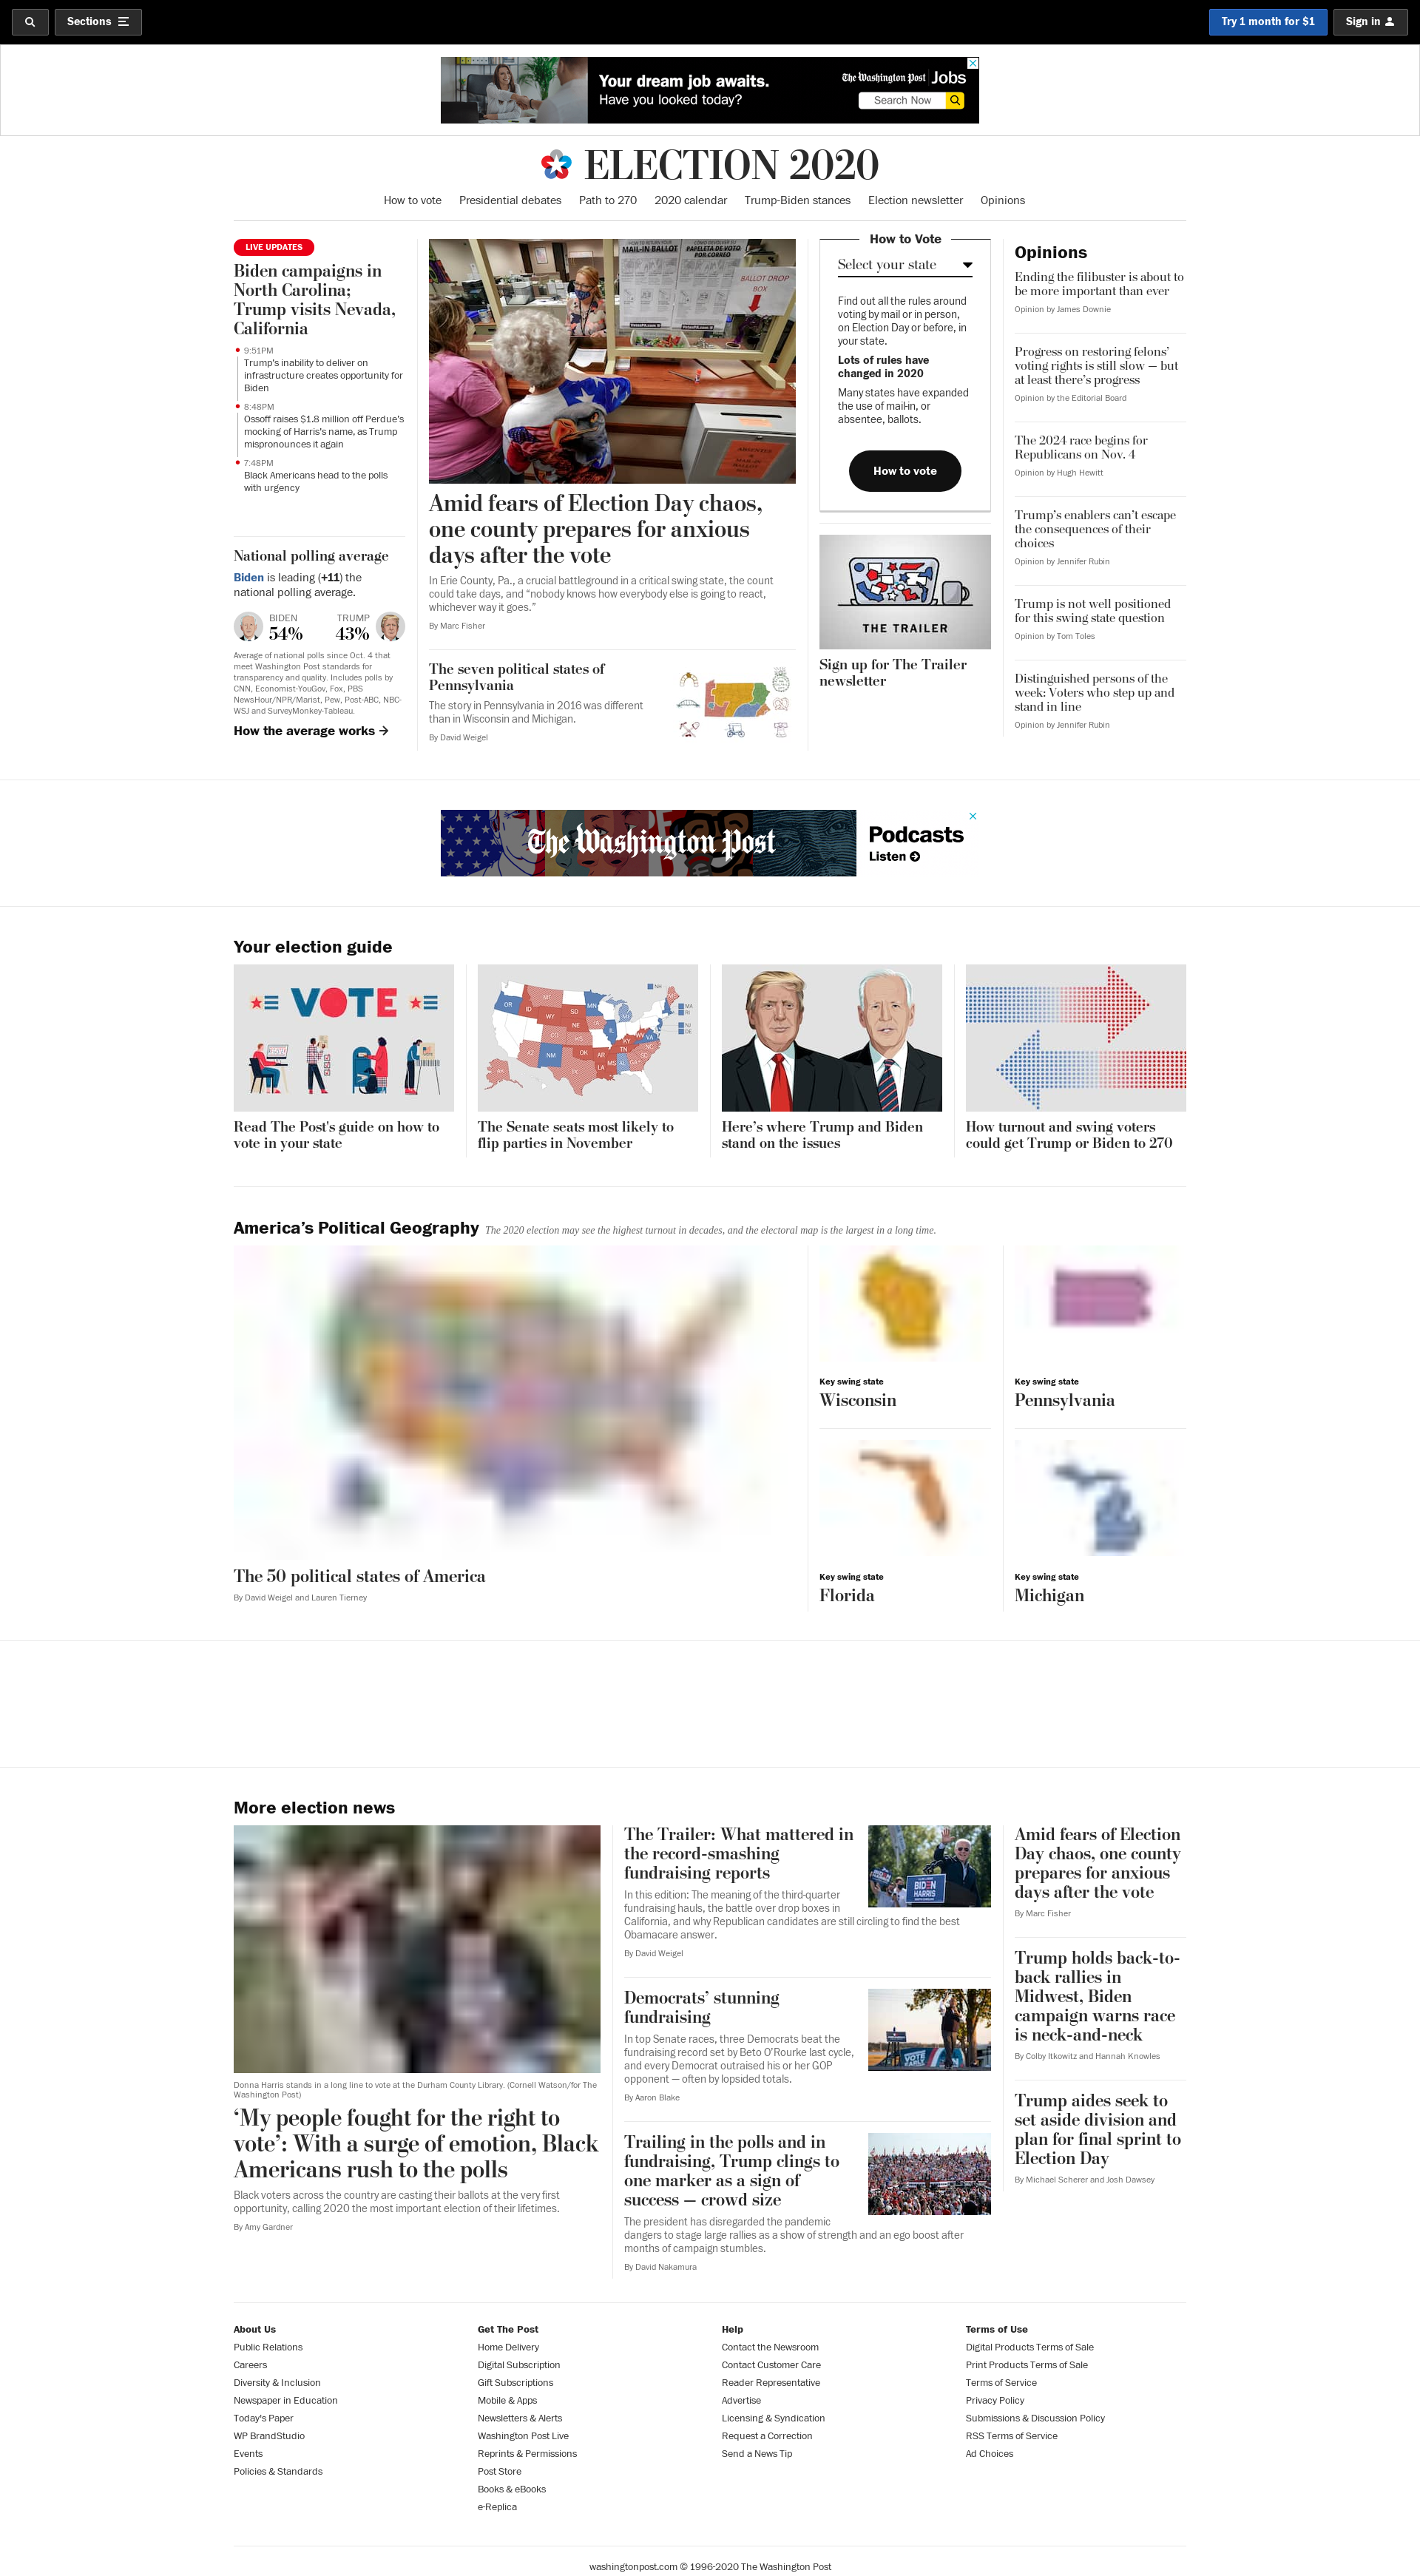 Sections
Try 1 month for $1
Sign in
Your dream job awaits.
Have you looked today?
The Washington Post
Jobs
Search Now
ELECTION 2020
How to vote
Presidential debates
Path to 270
2020 calendar
Trump-Biden stances
Election newsletter
Opinions
LIVE UPDATES
Biden campaigns in
North Carolina;
Trump visits Nevada,
California
9:51PM
Trump's inability to deliver on
infrastructure creates opportunity for
Biden
8:48PM
Ossoff raises $1.8 million off Perdue's
mocking of Harris's name, as Trump
mispronounces it again
7:48PM
Black Americans head to the polls
with urgency
National polling average
Biden is leading (+11) the
national polling average.
BIDEN
54%
TRUMP
43%
Average of national polls since Oct. 4 that
meet Washington Post standards for
transparency and quality. Includes polls by
CNN, Economist-YouGov, Fox, PBS
NewsHour/NPR/Marist, Pew, Post-ABC, NBC-
WSJ and SurveyMonkey-Tableau.
How the average works →
MAIL-IN BALLOT
PAPELETA DE VOTO
POR CORREO
BALLOT DROP
BOX
Amid fears of Election Day chaos,
one county prepares for anxious
days after the vote
In Erie County, Pa., a crucial battleground in a critical swing state, the count
could take days, and “nobody knows how everybody else is going to react,
whichever way it goes.”
By Marc Fisher
The seven political states of
Pennsylvania
The story in Pennsylvania in 2016 was different
than in Wisconsin and Michigan.
By David Weigel
How to Vote
Select your state
Find out all the rules around
voting by mail or in person,
on Election Day or before, in
your state.
Lots of rules have
changed in 2020
Many states have expanded
the use of mail-in, or
absentee, ballots.
How to vote
THE TRAILER
Sign up for The Trailer
newsletter
Opinions
Ending the filibuster is about to
be more important than ever
Opinion by James Downie
Progress on restoring felons’
voting rights is still slow — but
at least there’s progress
Opinion by the Editorial Board
The 2024 race begins for
Republicans on Nov. 4
Opinion by Hugh Hewitt
Trump’s enablers can’t escape
the consequences of their
choices
Opinion by Jennifer Rubin
Trump is not well positioned
for this swing state question
Opinion by Tom Toles
Distinguished persons of the
week: Voters who step up and
stand in line
Opinion by Jennifer Rubin
The Washington Post
Podcasts
Listen
Your election guide
VOTE
Read The Post's guide on how to
vote in your state
The Senate seats most likely to
flip parties in November
Here’s where Trump and Biden
stand on the issues
How turnout and swing voters
could get Trump or Biden to 270
America’s Political Geography
The 2020 election may see the highest turnout in decades, and the electoral map is the largest in a long time.
The 50 political states of America
By David Weigel and Lauren Tierney
Key swing state
Wisconsin
Key swing state
Pennsylvania
Key swing state
Florida
Key swing state
Michigan
More election news
Donna Harris stands in a long line to vote at the Durham County Library. (Cornell Watson/for The
Washington Post)
‘My people fought for the right to
vote’: With a surge of emotion, Black
Americans rush to the polls
Black voters across the country are casting their ballots at the very first
opportunity, calling 2020 the most important election of their lifetimes.
By Amy Gardner
The Trailer: What mattered in
the record-smashing
fundraising reports
In this edition: The meaning of the third-quarter
fundraising hauls, the battle over drop boxes in
California, and why Republican candidates are still circling to find the best
Obamacare answer.
By David Weigel
BIDEN
HARRIS
Democrats’ stunning
fundraising
In top Senate races, three Democrats beat the
fundraising record set by Beto O’Rourke last cycle,
and every Democrat outraised his or her GOP
opponent — often by lopsided totals.
By Aaron Blake
Trailing in the polls and in
fundraising, Trump clings to
one marker as a sign of
success — crowd size
The president has disregarded the pandemic
dangers to stage large rallies as a show of strength and an ego boost after
months of campaign stumbles.
By David Nakamura
Amid fears of Election
Day chaos, one county
prepares for anxious
days after the vote
By Marc Fisher
Trump holds back-to-
back rallies in
Midwest, Biden
campaign warns race
is neck-and-neck
By Colby Itkowitz and Hannah Knowles
Trump aides seek to
set aside division and
plan for final sprint to
Election Day
By Michael Scherer and Josh Dawsey
About Us
Public Relations
Careers
Diversity & Inclusion
Newspaper in Education
Today's Paper
WP BrandStudio
Events
Policies & Standards
Get The Post
Home Delivery
Digital Subscription
Gift Subscriptions
Mobile & Apps
Newsletters & Alerts
Washington Post Live
Reprints & Permissions
Post Store
Books & eBooks
e-Replica
Help
Contact the Newsroom
Contact Customer Care
Reader Representative
Advertise
Licensing & Syndication
Request a Correction
Send a News Tip
Terms of Use
Digital Products Terms of Sale
Print Products Terms of Sale
Terms of Service
Privacy Policy
Submissions & Discussion Policy
RSS Terms of Service
Ad Choices
washingtonpost.com © 1996-2020 The Washington Post